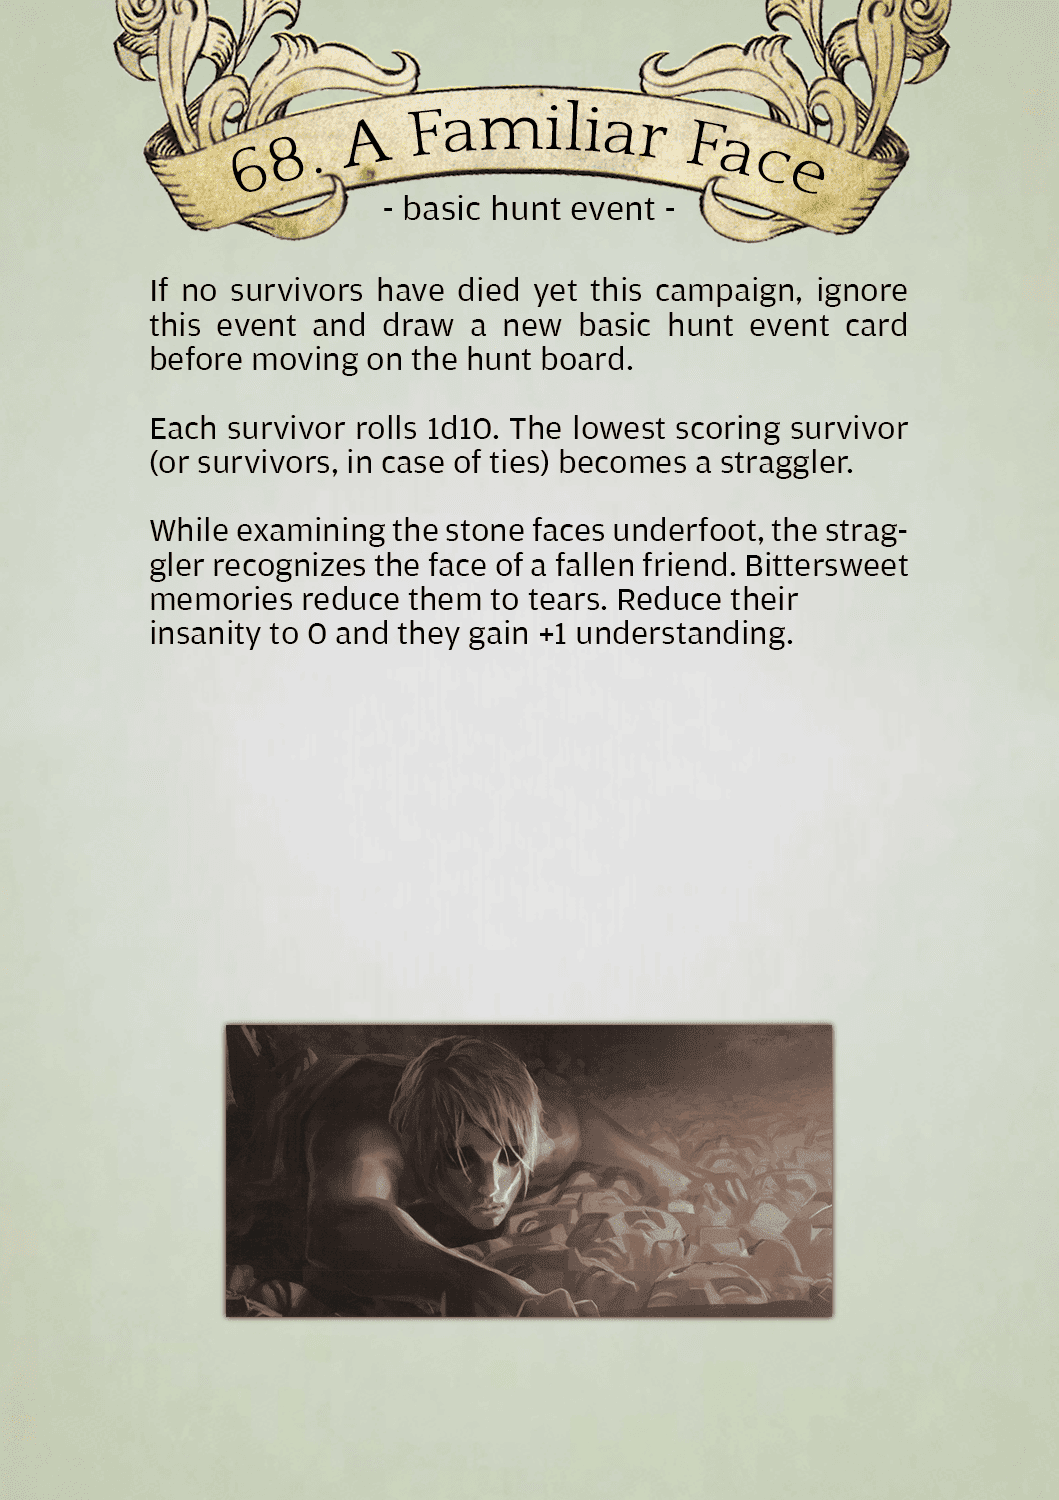 68. A Familiar Face
- basic hunt event -
If no survivors have died yet this campaign, ignore
this event and draw a new basic hunt event card
before moving on the hunt board.
Each survivor rolls 1d10. The lowest scoring survivor
(or survivors, in case of ties) becomes a straggler.
While examining the stone faces underfoot, the strag-
gler recognizes the face of a fallen friend. Bittersweet
memories reduce them to tears. Reduce their
insanity to 0 and they gain +1 understanding.